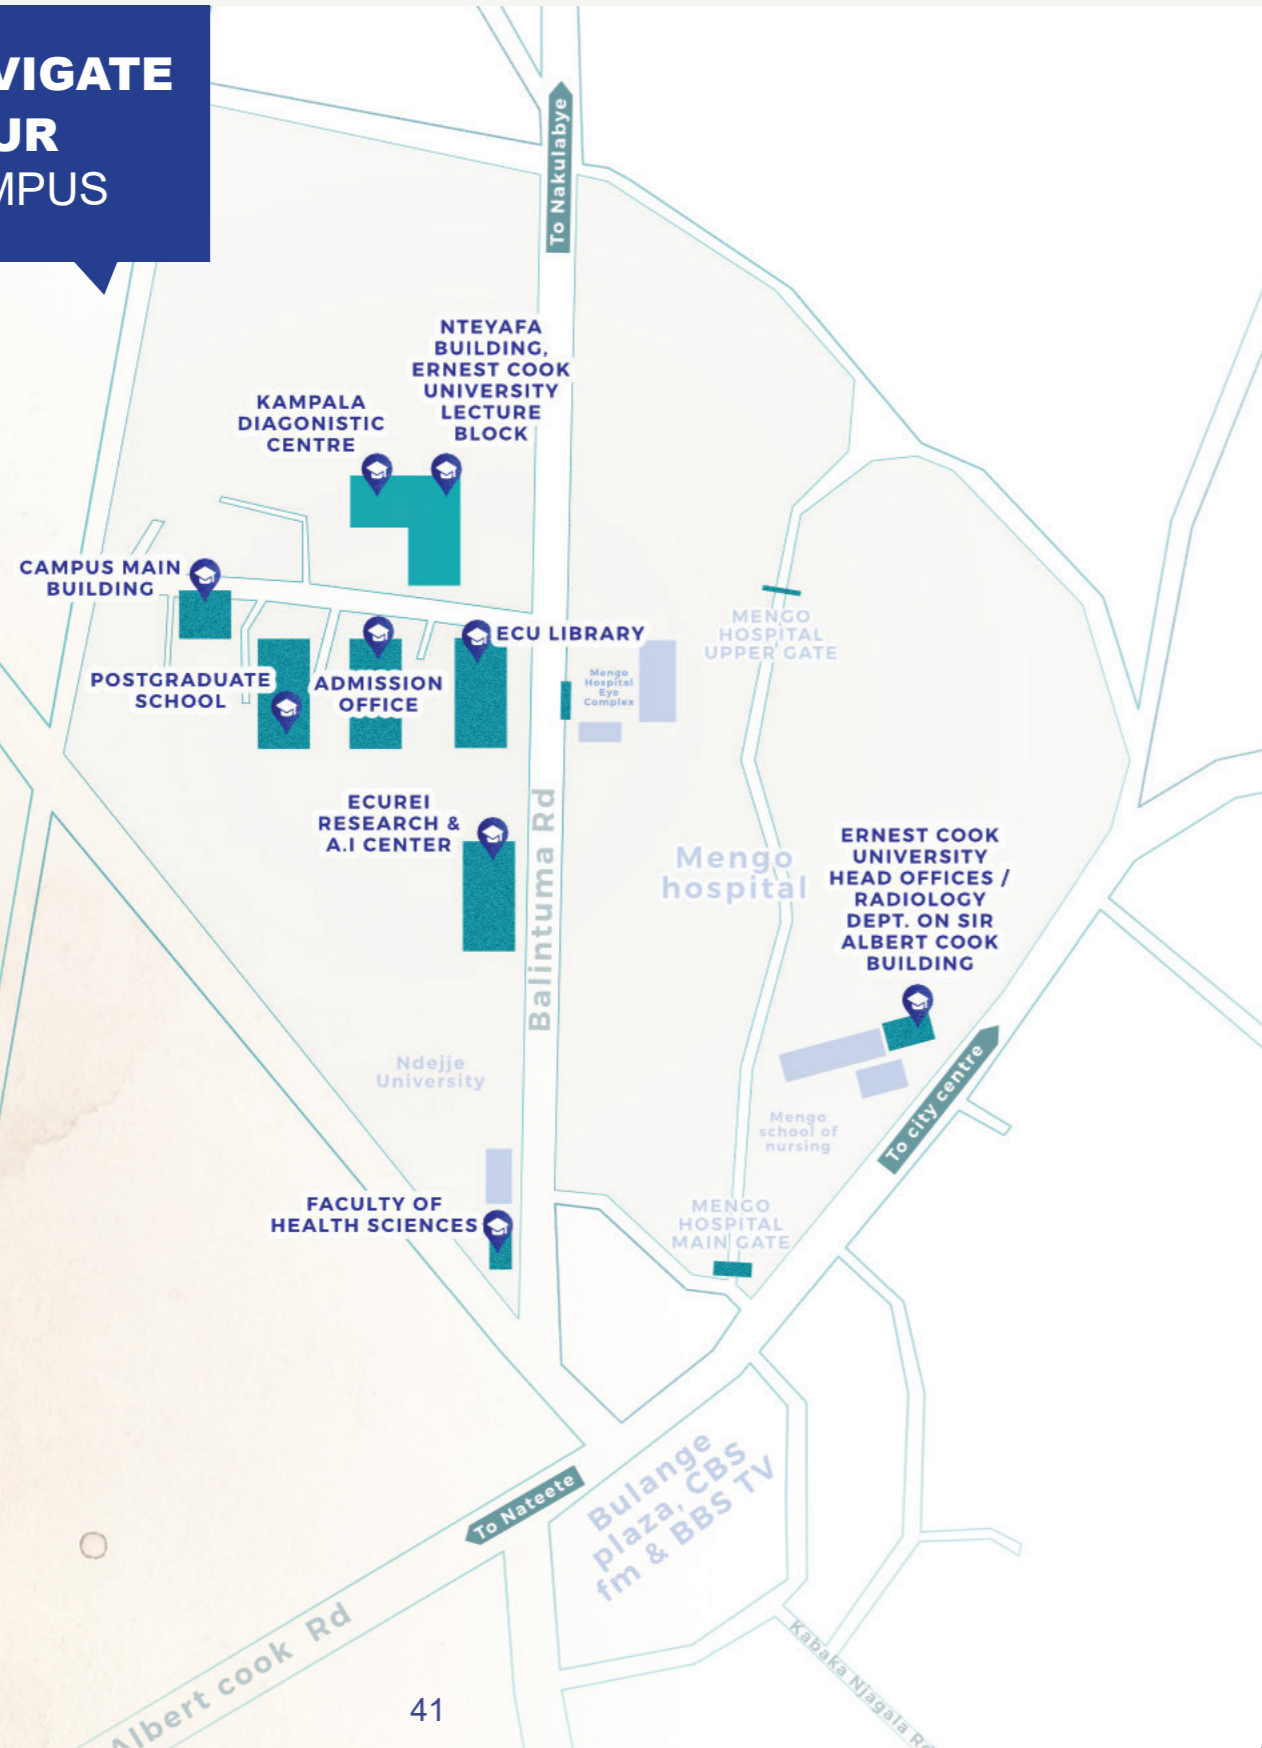 VIGATE
UR
MPUS
To Nakulabye
NTEYAFA
BUILDING,
ERNEST COOK
UNIVERSITY
LECTURE
BLOCK
KAMPALA
DIAGONISTIC
CENTRE
CAMPUS MAIN
BUILDING
MENGO
HOSPITAL
UPPER GATE
ECU LIBRARY
POSTGRADUATE
SCHOOL
ADMISSION
OFFICE
Mengo
Hospital
Eye
Complex
ECUREI
RESEARCH &
A.I CENTER
Balintuma Rd
Mengo
hospital
ERNEST COOK
UNIVERSITY
HEAD OFFICES /
RADIOLOGY
DEPT. ON SIR
ALBERT COOK
BUILDING
Ndejje
University
To city centre
Mengo
school of
nursing
FACULTY OF
HEALTH SCIENCES
MENGO
HOSPITAL
MAIN GATE
To Nateete
Bulange
plaza, CBS
fm & BBS TV
Albert cook Rd
Kabaka Njagala Rd
41